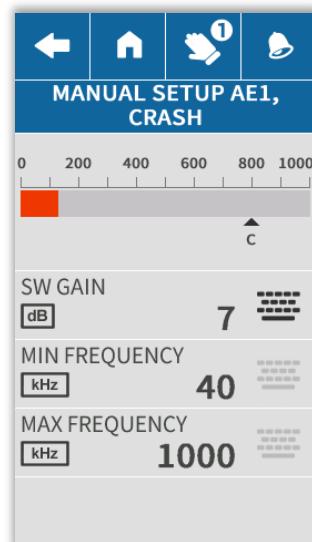 1
MANUAL SETUP AE1,
CRASH
0 200 400 600 800 1000
C
SW GAIN
dB 7
MIN FREQUENCY
kHz 40
MAX FREQUENCY
kHz 1000